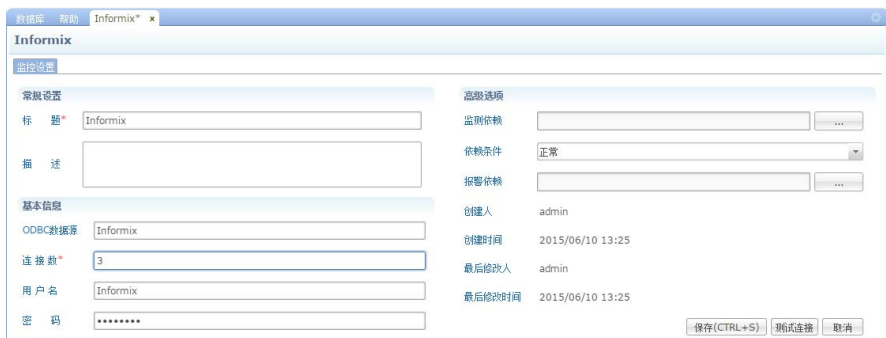 数据库 帮助 Informix* ×
Informix
监控设置
常规设置
标 题* Informix
描 述
基本信息
ODBC数据源 Informix
连 接 数* 3
用 户 名 Informix
密 码 ••••••••
高级选项
监测依赖 ...
依赖条件 正常
报警依赖 ...
创建人 admin
创建时间 2015/06/10 13:25
最后修改人 admin
最后修改时间 2015/06/10 13:25
保存(CTRL+S) 测试连接 取消